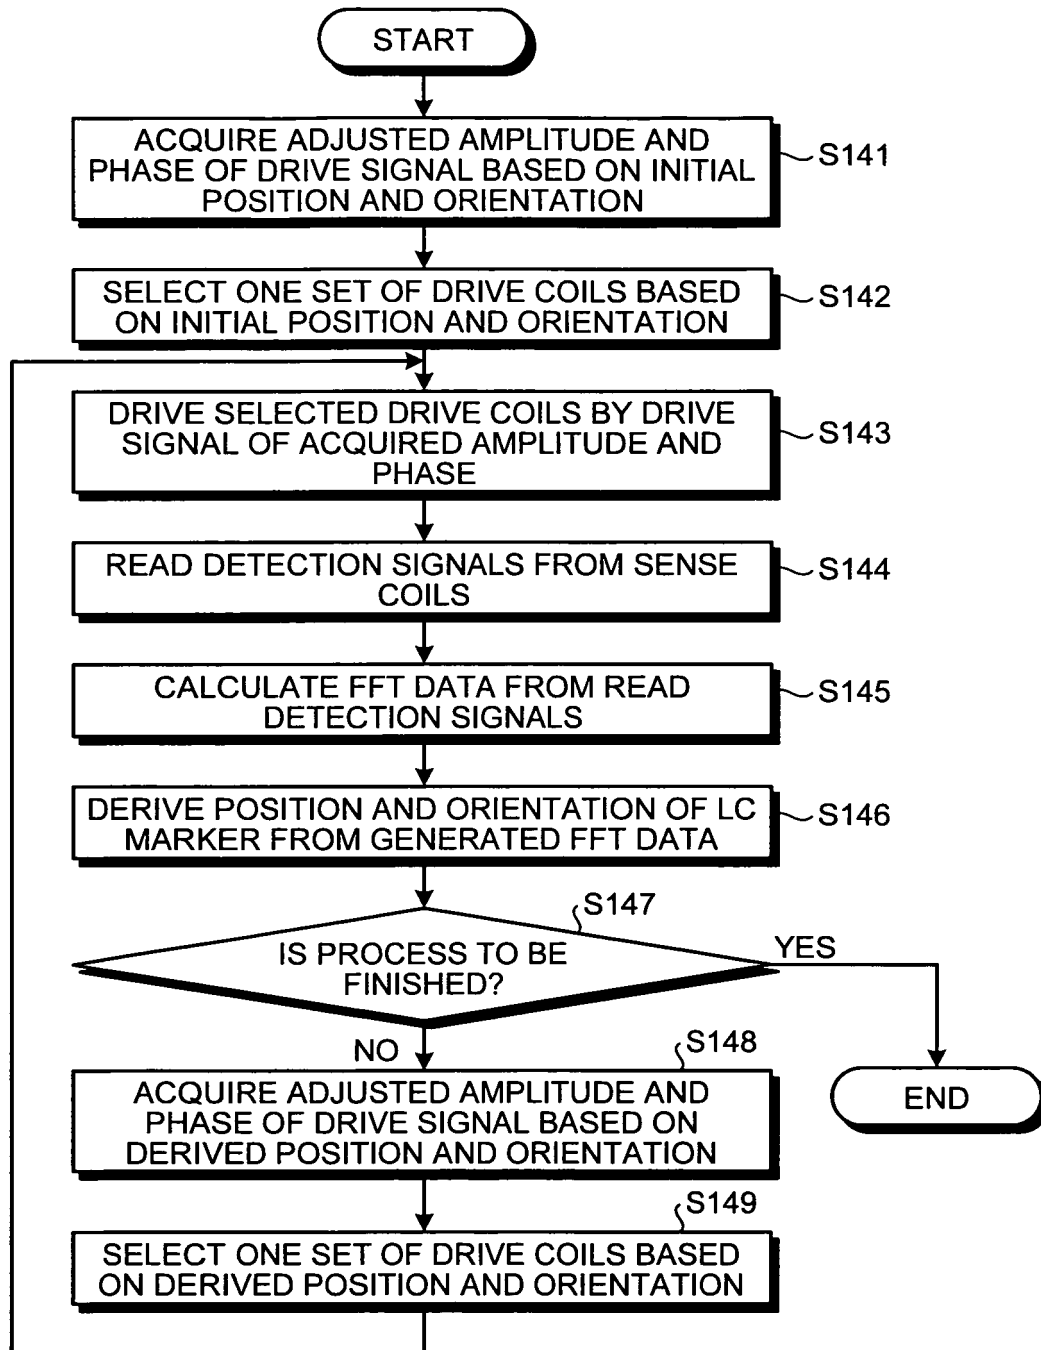 START
ACQUIRE ADJUSTED AMPLITUDE AND
PHASE OF DRIVE SIGNAL BASED ON INITIAL
POSITION AND ORIENTATION
S141
SELECT ONE SET OF DRIVE COILS BASED
ON INITIAL POSITION AND ORIENTATION
S142
DRIVE SELECTED DRIVE COILS BY DRIVE
SIGNAL OF ACQUIRED AMPLITUDE AND
PHASE
S143
READ DETECTION SIGNALS FROM SENSE
COILS
S144
CALCULATE FFT DATA FROM READ
DETECTION SIGNALS
S145
DERIVE POSITION AND ORIENTATION OF LC
MARKER FROM GENERATED FFT DATA
S146
S147
IS PROCESS TO BE
FINISHED?
YES
NO
S148
ACQUIRE ADJUSTED AMPLITUDE AND
PHASE OF DRIVE SIGNAL BASED ON
DERIVED POSITION AND ORIENTATION
END
S149
SELECT ONE SET OF DRIVE COILS BASED
ON DERIVED POSITION AND ORIENTATION